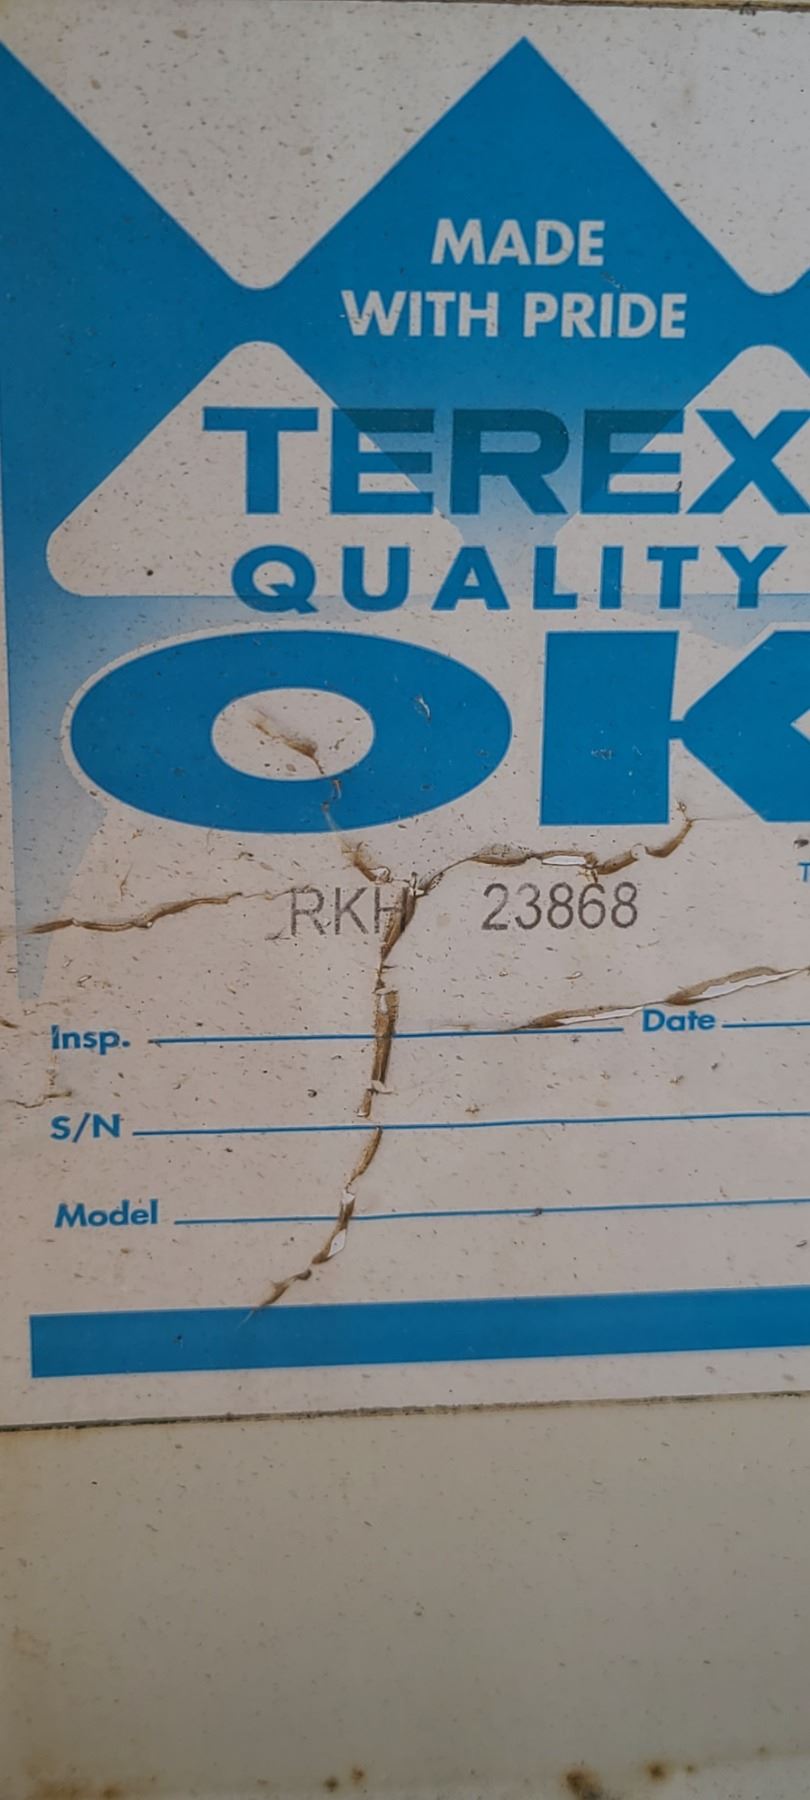 MADE
WITH PRIDE
TEREX
QUALITY
OK
T
RKH 23868
Insp. Date
S/N
Model